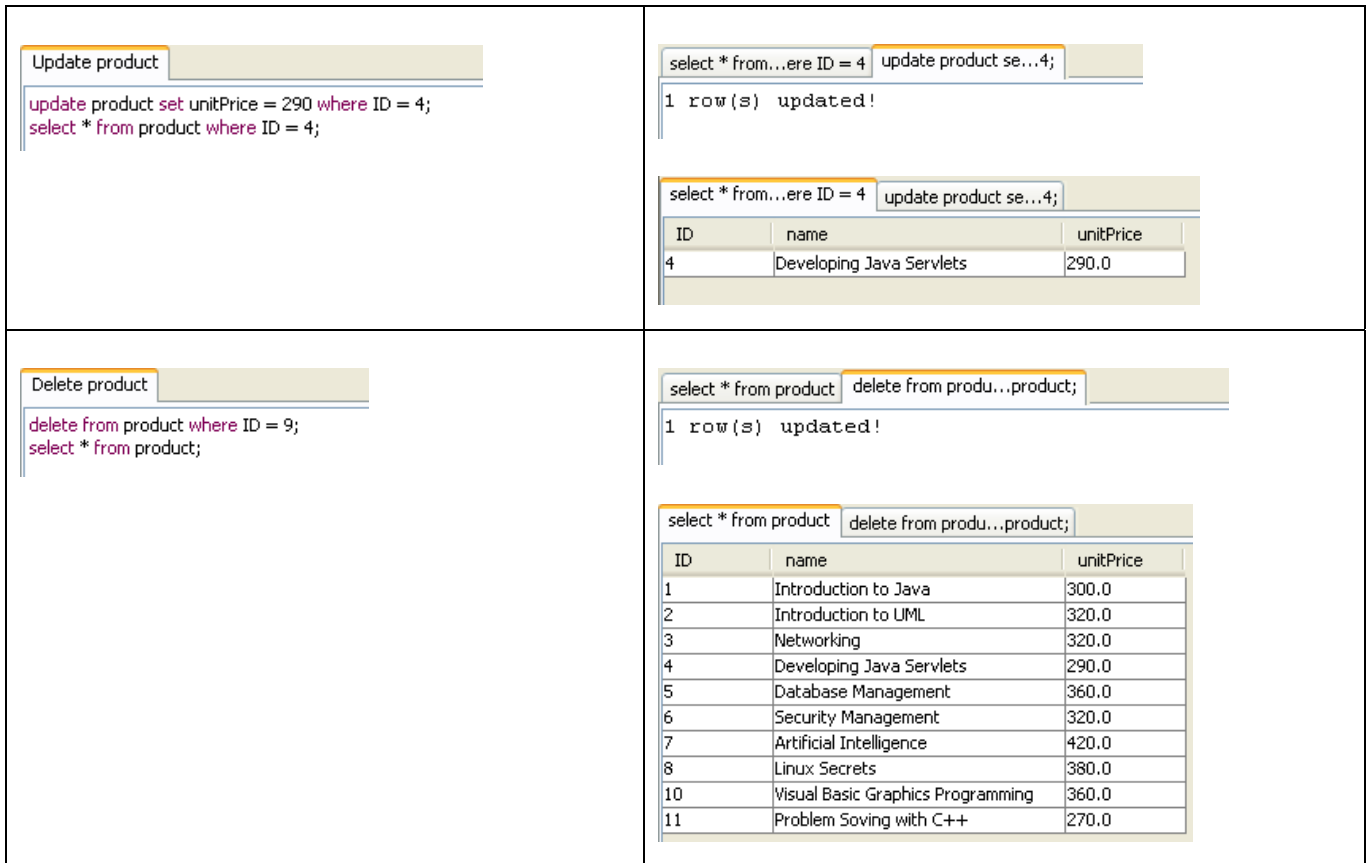 Update product
update product set unitPrice = 290 where ID = 4;
select * from product where ID = 4;
select * from...ere ID = 4 update product se...4;
1 row(s) updated!
select * from...ere ID = 4 update product se...4;
ID name unitPrice
4 Developing Java Servlets 290.0
Delete product
delete from product where ID = 9;
select * from product;
select * from product delete from produ...product;
1 row(s) updated!
select * from product delete from produ...product;
ID name unitPrice
1 Introduction to Java 300.0
2 Introduction to UML 320.0
3 Networking 320.0
4 Developing Java Servlets 290.0
5 Database Management 360.0
6 Security Management 320.0
7 Artificial Intelligence 420.0
8 Linux Secrets 380.0
10 Visual Basic Graphics Programming 360.0
11 Problem Soving with C++ 270.0